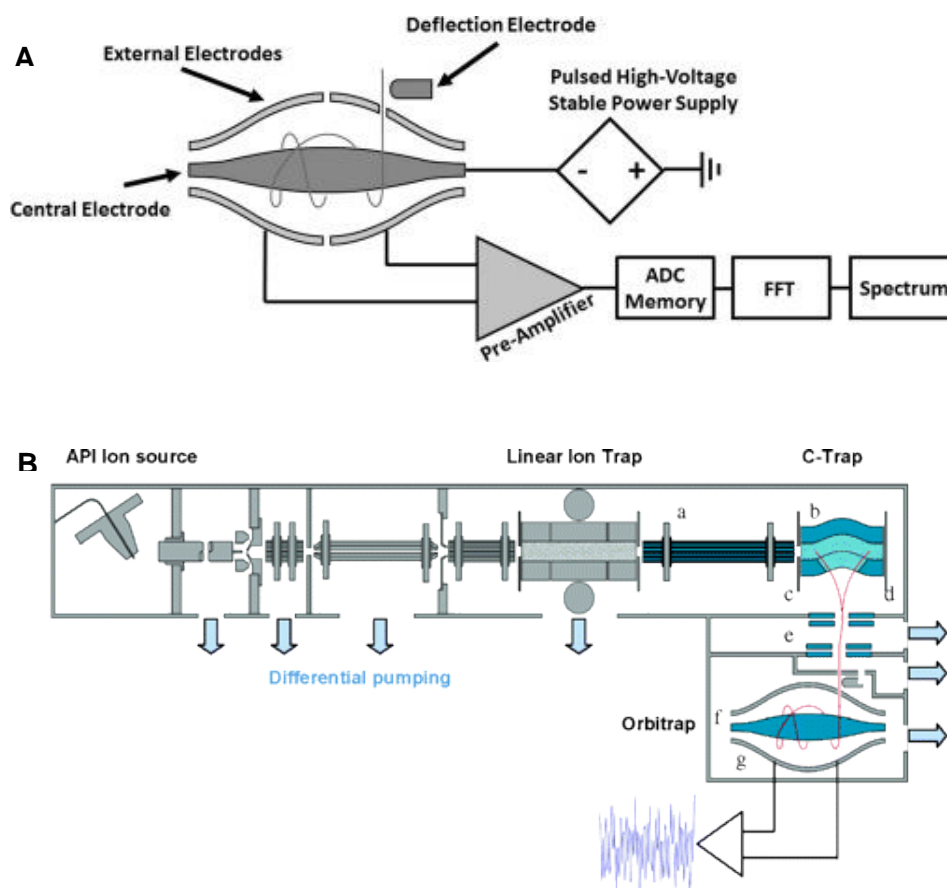 A
Deflection Electrode
External Electrodes
Pulsed High-Voltage
Stable Power Supply
- +
Central Electrode
Pre-Amplifier
ADC
Memory
FFT
Spectrum
B
API Ion source
Linear Ion Trap
C-Trap
a
b
c
d
e
Differential pumping
Orbitrap
f
g